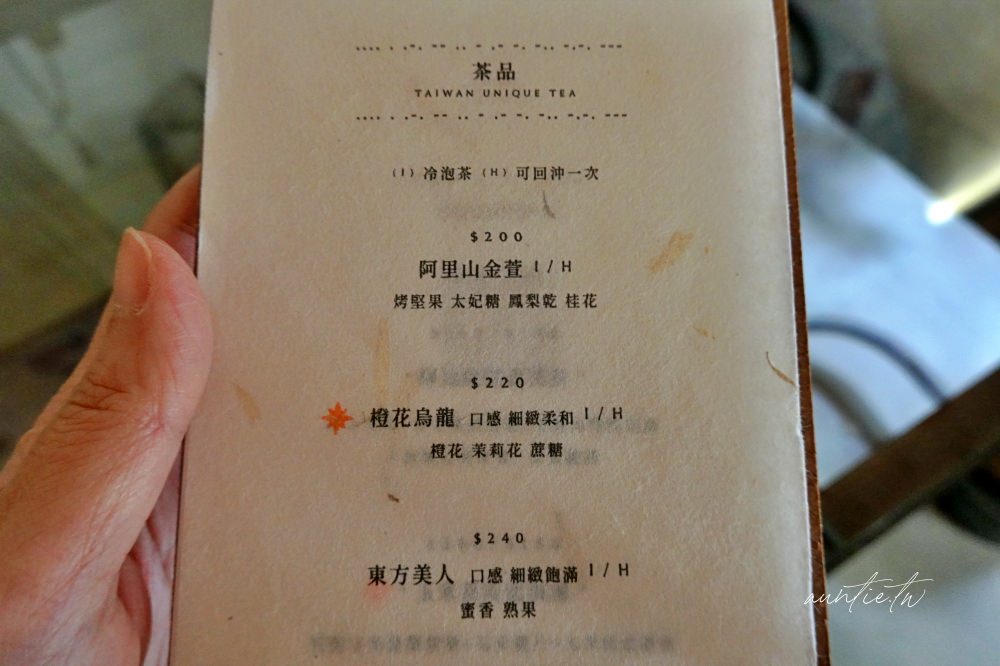 茶品
TAIWAN UNIQUE TEA
(I) 冷泡茶 (H) 可回沖一次
$200
阿里山金萱 I / H
烤堅果 太妃糖 鳳梨乾 桂花
$220
橙花烏龍 口感 細緻柔和 I / H
橙花 茉莉花 蔗糖
$240
東方美人 口感 細緻飽滿 I / H
蜜香 熟果
auntie.tw